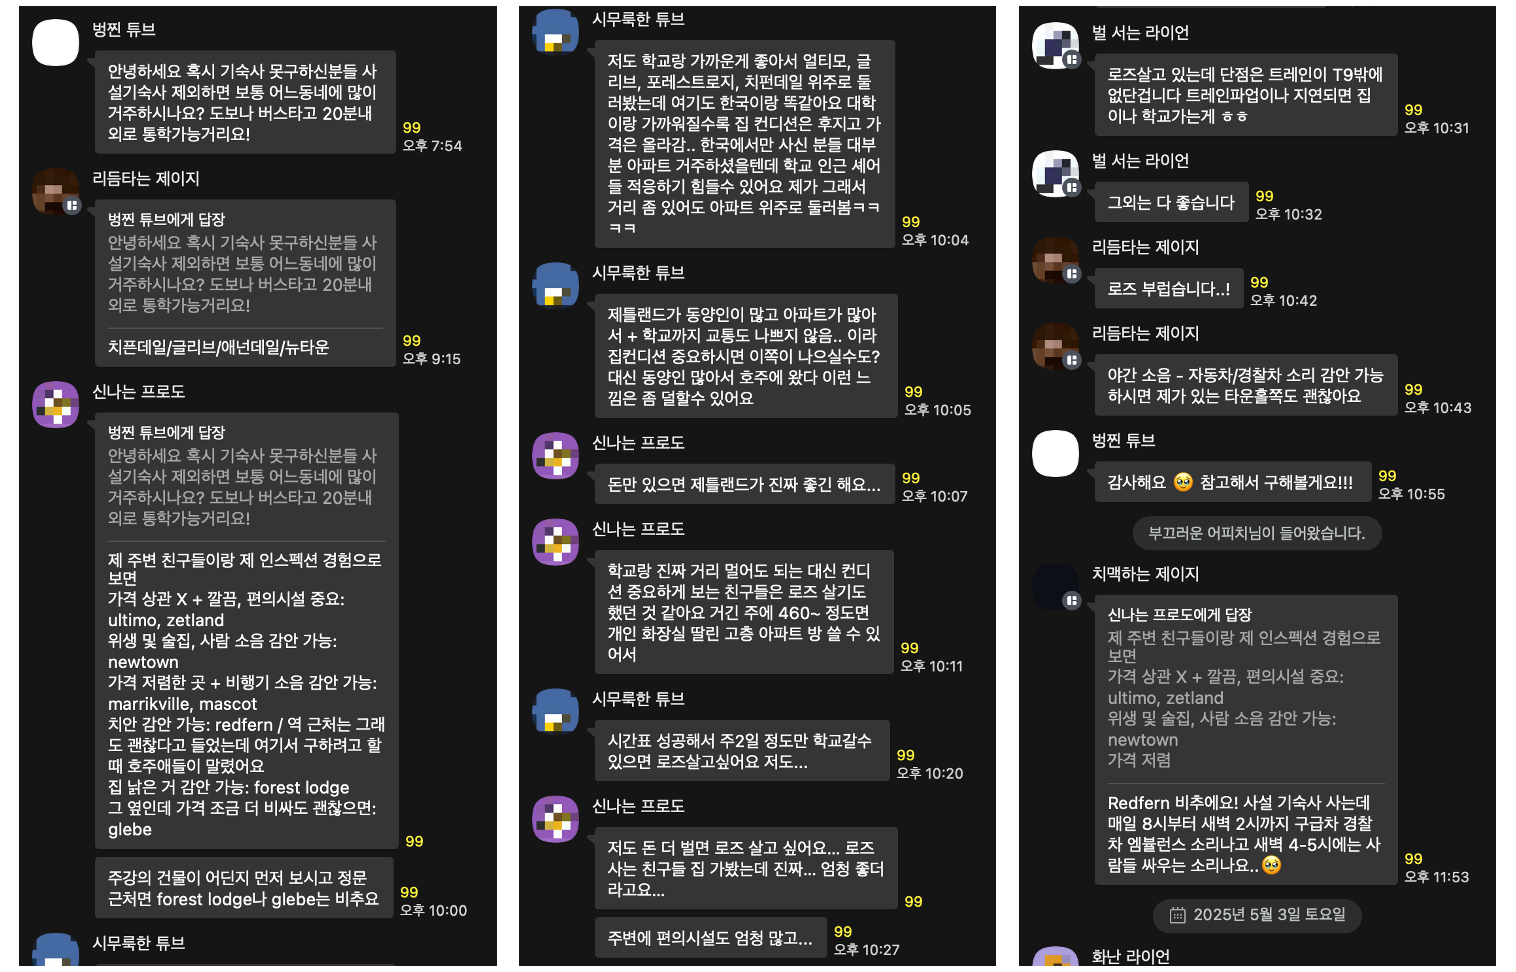 벙찐 튜브
안녕하세요 혹시 기숙사 못구하신분들 사
설기숙사 제외하면 보통 어느동네에 많이
거주하시나요? 도보나 버스타고 20분내
외로 통학가능거리요!
99
오후 7:54
리듬타는 제이지
벙찐 튜브에게 답장
안녕하세요 혹시 기숙사 못구하신분들 사
설기숙사 제외하면 보통 어느동네에 많이
거주하시나요? 도보나 버스타고 20분내
외로 통학가능거리요!
치픈데일/글리브/애넌데일/뉴타운
99
오후 9:15
신나는 프로도
벙찐 튜브에게 답장
안녕하세요 혹시 기숙사 못구하신분들 사
설기숙사 제외하면 보통 어느동네에 많이
거주하시나요? 도보나 버스타고 20분내
외로 통학가능거리요!
제 주변 친구들이랑 제 인스펙션 경험으로
보면
가격 상관 X + 깔끔, 편의시설 중요:
ultimo, zetland
위생 및 술집, 사람 소음 감안 가능:
newtown
가격 저렴한 곳 + 비행기 소음 감안 가능:
marrikville, mascot
치안 감안 가능: redfern / 역 근처는 그래
도 괜찮다고 들었는데 여기서 구하려고 할
때 호주애들이 말렸어요
집 낡은 거 감안 가능: forest lodge
그 옆인데 가격 조금 더 비싸도 괜찮으면:
glebe
99
주강의 건물이 어딘지 먼저 보시고 정문
근처면 forest lodge나 glebe는 비추요
99
오후 10:00
시무룩한 튜브
시무룩한 튜브
저도 학교랑 가까운게 좋아서 얼티모, 글
리브, 포레스트로지, 치펀데일 위주로 둘
러봤는데 여기도 한국이랑 똑같아요 대학
이랑 가까워질수록 집 컨디션은 후지고 가
격은 올라감.. 한국에서만 사신 분들 대부
분 아파트 거주하셨을텐데 학교 인근 셰어
들 적응하기 힘들수 있어요 제가 그래서
거리 좀 있어도 아파트 위주로 둘러봄ㅋㅋ
ㅋㅋ
99
오후 10:04
시무룩한 튜브
제틀랜드가 동양인이 많고 아파트가 많아
서 + 학교까지 교통도 나쁘지 않음.. 이라
집컨디션 중요하시면 이쪽이 나으실수도?
대신 동양인 많아서 호주에 왔다 이런 느
낌은 좀 덜할수 있어요
99
오후 10:05
신나는 프로도
돈만 있으면 제틀랜드가 진짜 좋긴 해요...
99
오후 10:07
신나는 프로도
학교랑 진짜 거리 멀어도 되는 대신 컨디
션 중요하게 보는 친구들은 로즈 살기도
했던 것 같아요 거긴 주에 460~ 정도면
개인 화장실 딸린 고층 아파트 방 쓸 수 있
어서
99
오후 10:11
시무룩한 튜브
시간표 성공해서 주2일 정도만 학교갈수
있으면 로즈살고싶어요 저도...
99
오후 10:20
신나는 프로도
저도 돈 더 벌면 로즈 살고 싶어요... 로즈
사는 친구들 집 가봤는데 진짜... 엄청 좋더
라고요...
99
주변에 편의시설도 엄청 많고...
99
오후 10:27
벌 서는 라이언
로즈살고 있는데 단점은 트레인이 T9밖에
없단겁니다 트레인파업이나 지연되면 집
이나 학교가는게 ㅎㅎ
99
오후 10:31
벌 서는 라이언
그외는 다 좋습니다
99
오후 10:32
리듬타는 제이지
로즈 부럽습니다..!
99
오후 10:42
리듬타는 제이지
야간 소음 - 자동차/경찰차 소리 감안 가능
하시면 제가 있는 타운홀쪽도 괜찮아요
99
오후 10:43
벙찐 튜브
감사해요 🥹 참고해서 구해볼게요!!!
99
오후 10:55
부끄러운 어피치님이 들어왔습니다.
치맥하는 제이지
신나는 프로도에게 답장
제 주변 친구들이랑 제 인스펙션 경험으로
보면
가격 상관 X + 깔끔, 편의시설 중요:
ultimo, zetland
위생 및 술집, 사람 소음 감안 가능:
newtown
가격 저렴
Redfern 비추에요! 사설 기숙사 사는데
매일 8시부터 새벽 2시까지 구급차 경찰
차 엠뷸런스 소리나고 새벽 4-5시에는 사
람들 싸우는 소리나요..🥹
99
오후 11:53
2025년 5월 3일 토요일
화난 라이언